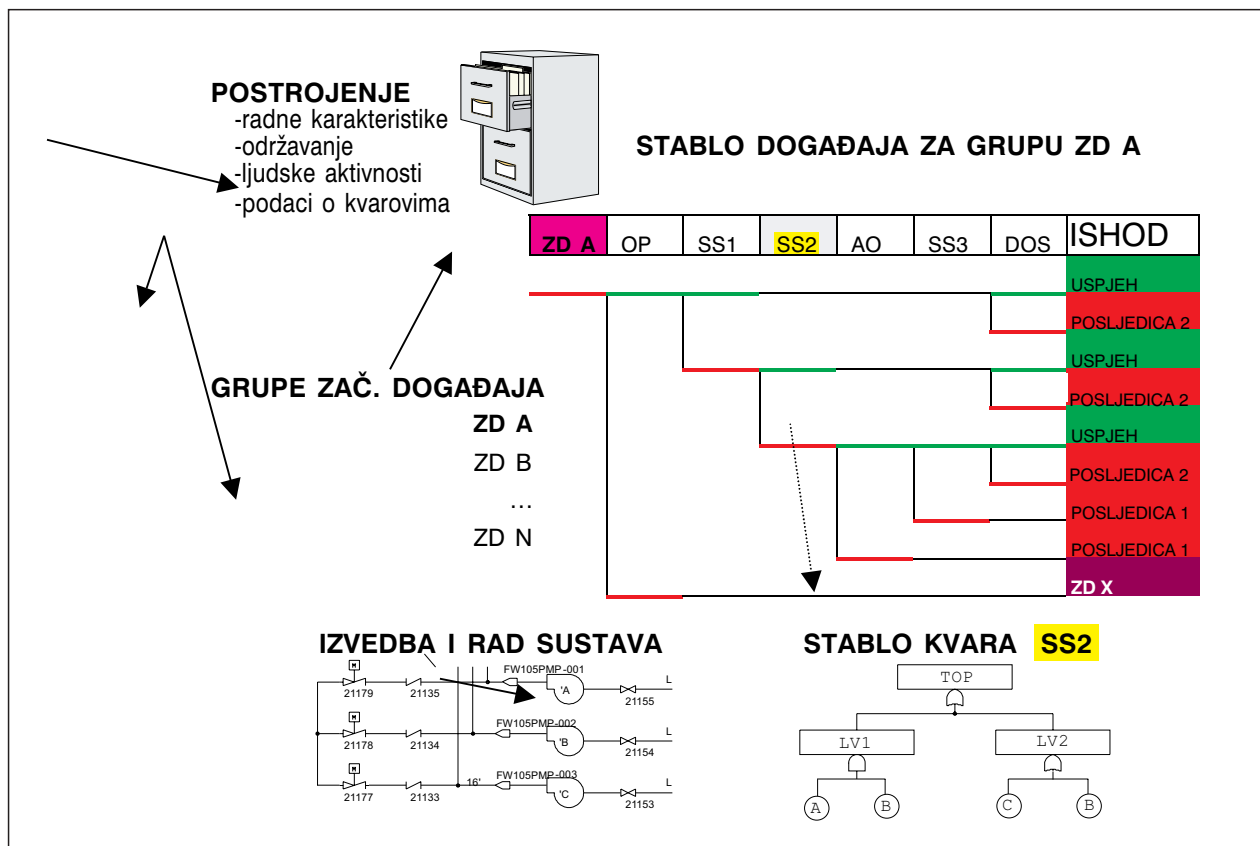 POSTROJENJE
-radne karakteristike
-održavanje
-ljudske aktivnosti
-podaci o kvarovima
STABLO DOGAĐAJA ZA GRUPU ZD A
ZD A OP SS1 SS2 AO SS3 DOS ISHOD
USPJEH
POSLJEDICA 2
USPJEH
POSLJEDICA 2
USPJEH
POSLJEDICA 2
POSLJEDICA 1
POSLJEDICA 1
ZD X
GRUPE ZAČ. DOGAĐAJA
ZD A
ZD B
...
ZD N
IZVEDBA I RAD SUSTAVA
M FW105PMP-001 'A L
21179 21135 21155
M FW105PMP-002 'B L
21178 21134 21154
M 16' FW105PMP-003 'C L
21177 21133 21153
STABLO KVARA SS2
TOP
LV1 LV2
A B C B